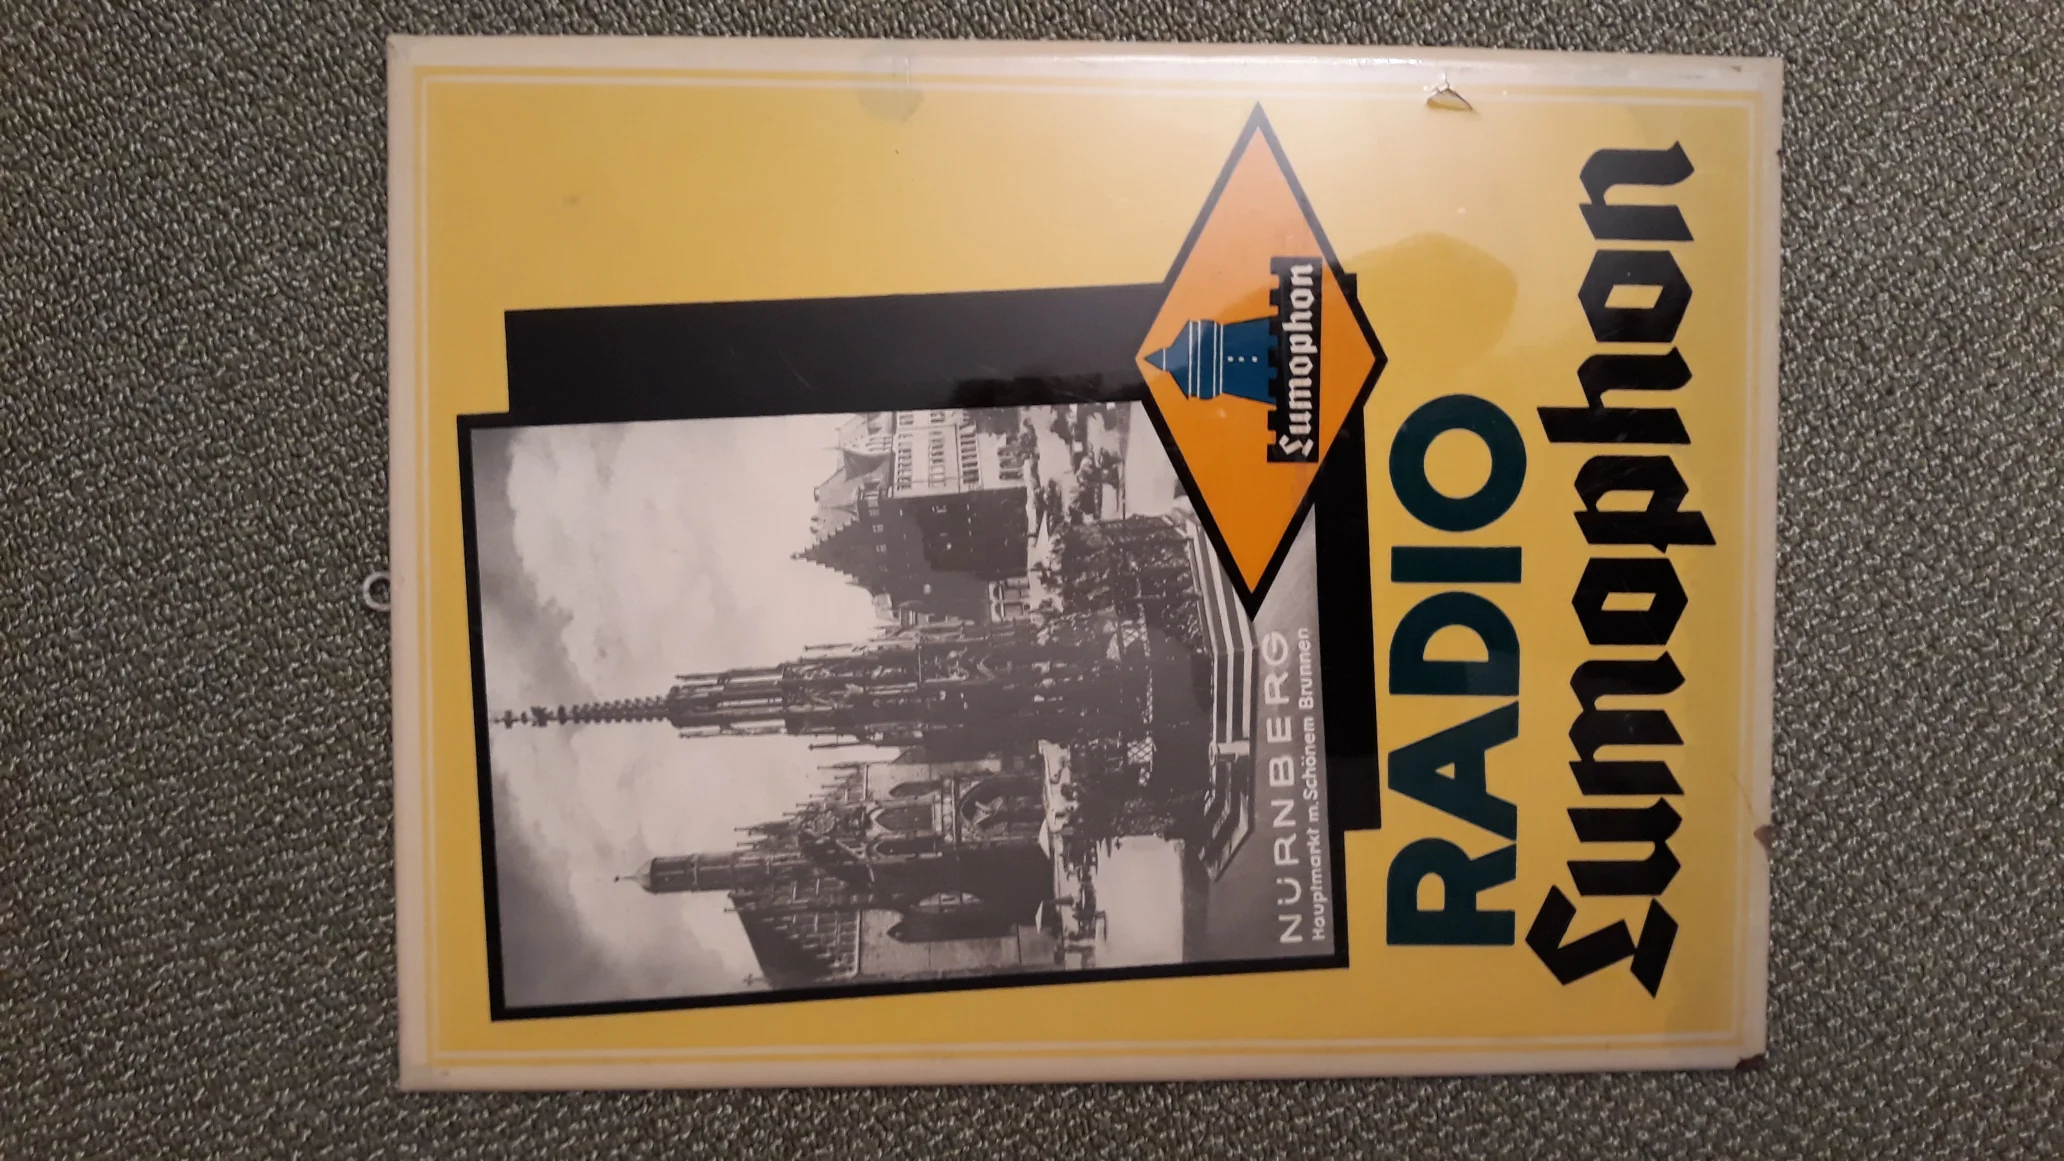 Lumophon
NÜRNBERG
Hauptmarkt m. Schönem Brunnen
RADIO
Lumophon